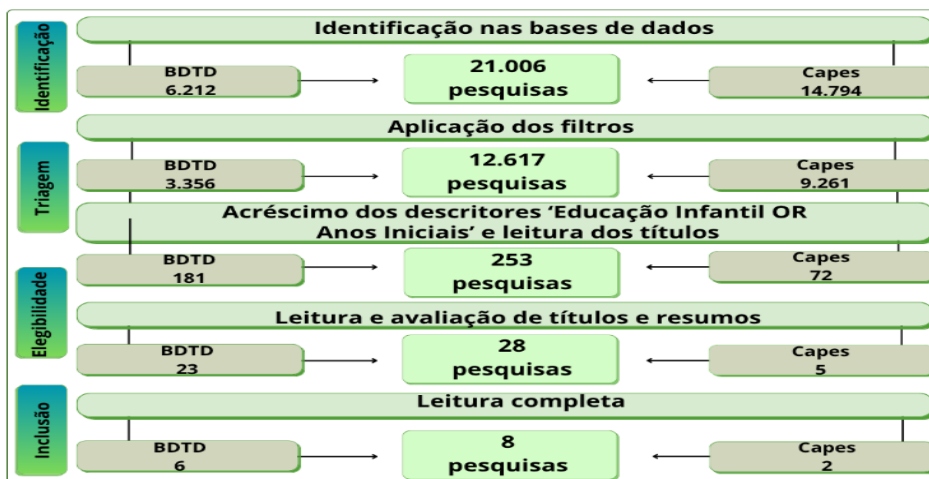 Identificação
Identificação nas bases de dados
BDTD
6.212
21.006
pesquisas
Capes
14.794
Triagem
Aplicação dos filtros
BDTD
3.356
12.617
pesquisas
Capes
9.261
Acréscimo dos descritores ‘Educação Infantil OR
Anos Iniciais’ e leitura dos títulos
BDTD
181
253
pesquisas
Capes
72
Elegibilidade
Leitura e avaliação de títulos e resumos
BDTD
23
28
pesquisas
Capes
5
Inclusão
Leitura completa
BDTD
6
8
pesquisas
Capes
2